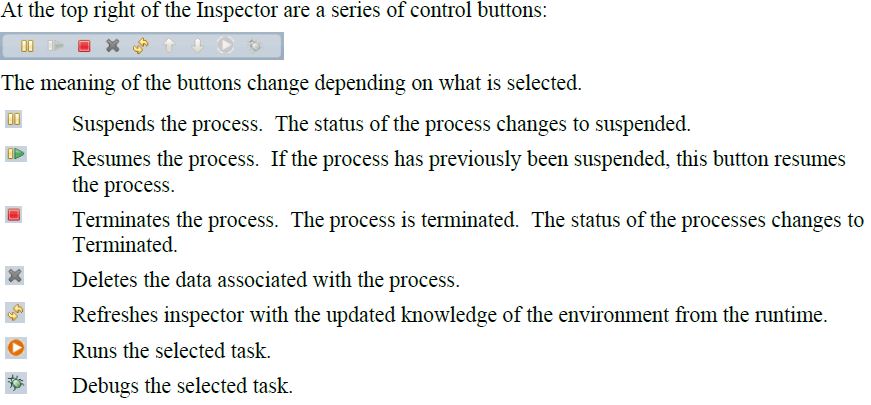 At the top right of the Inspector are a series of control buttons:
The meaning of the buttons change depending on what is selected.
Suspends the process.  The status of the process changes to suspended.
Resumes the process.  If the process has previously been suspended, this button resumes
the process.
Terminates the process.  The process is terminated.  The status of the processes changes to
Terminated.
Deletes the data associated with the process.
Refreshes inspector with the updated knowledge of the environment from the runtime.
Runs the selected task.
Debugs the selected task.